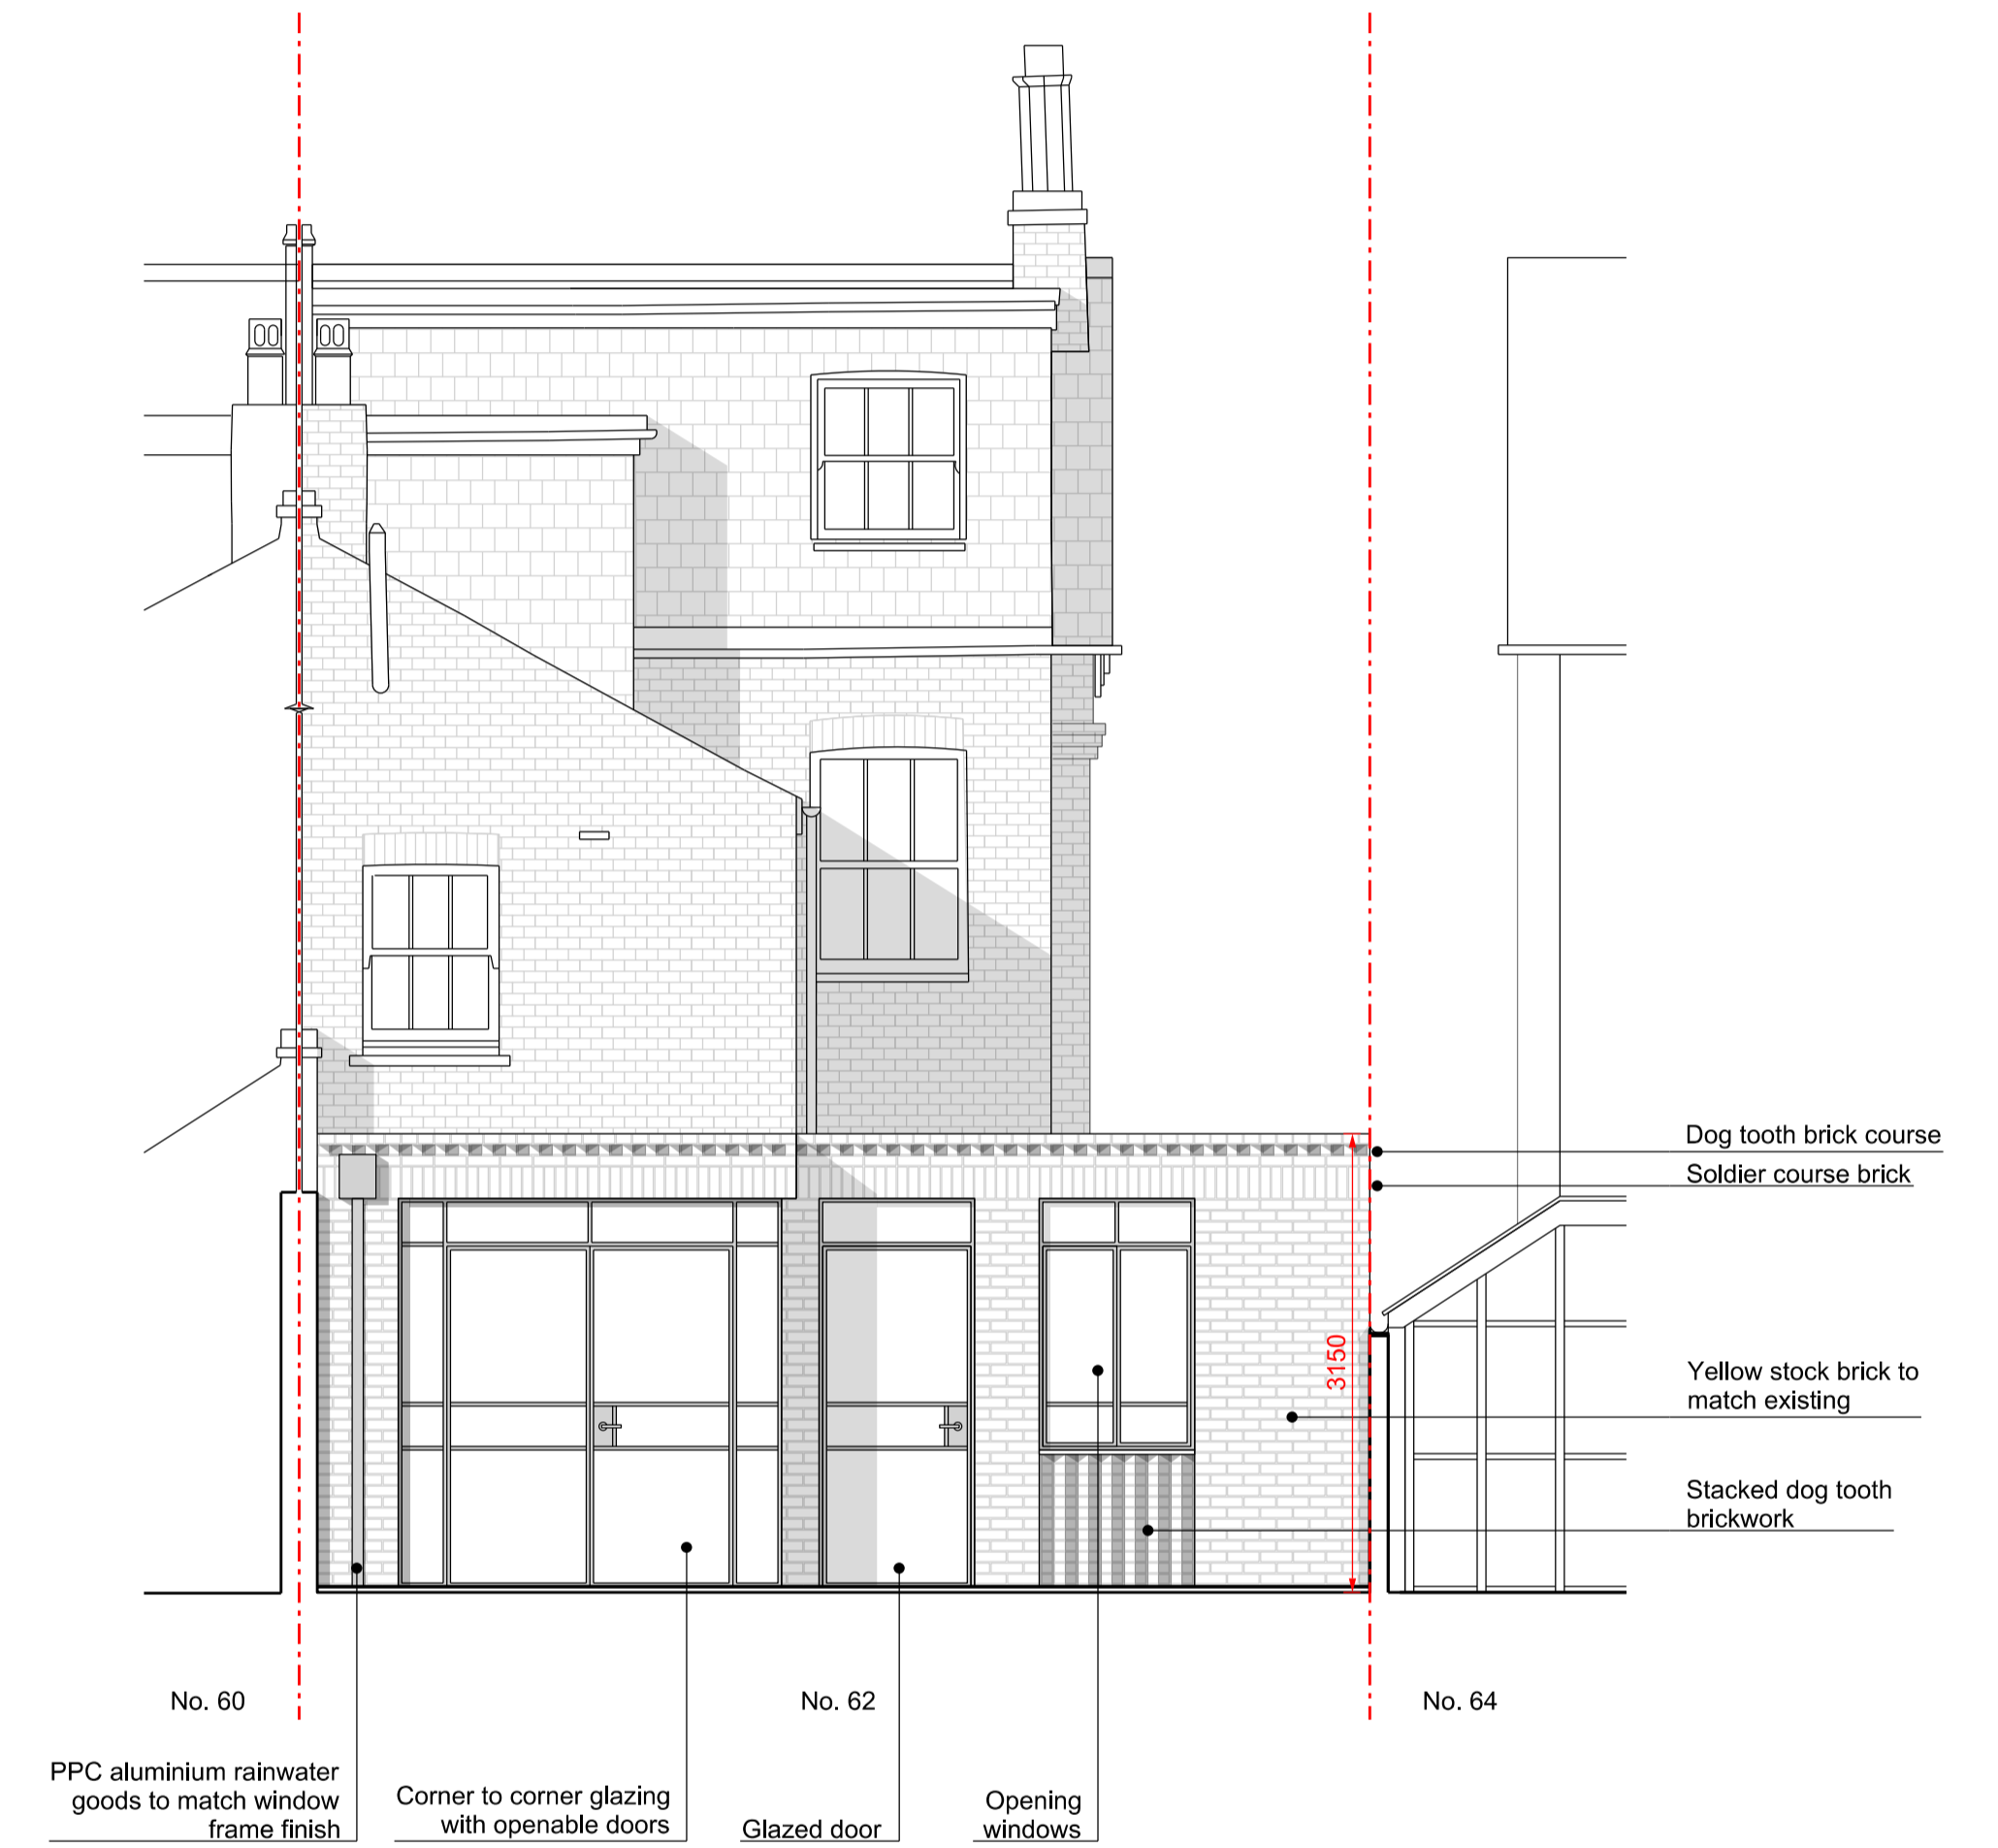 Dog tooth brick course
Soldier course brick
3150
Yellow stock brick to
match existing
Stacked dog tooth
brickwork
No. 60
No. 62
No. 64
PPC aluminium rainwater
goods to match window
frame finish
Corner to corner glazing
with openable doors
Glazed door
Opening
windows